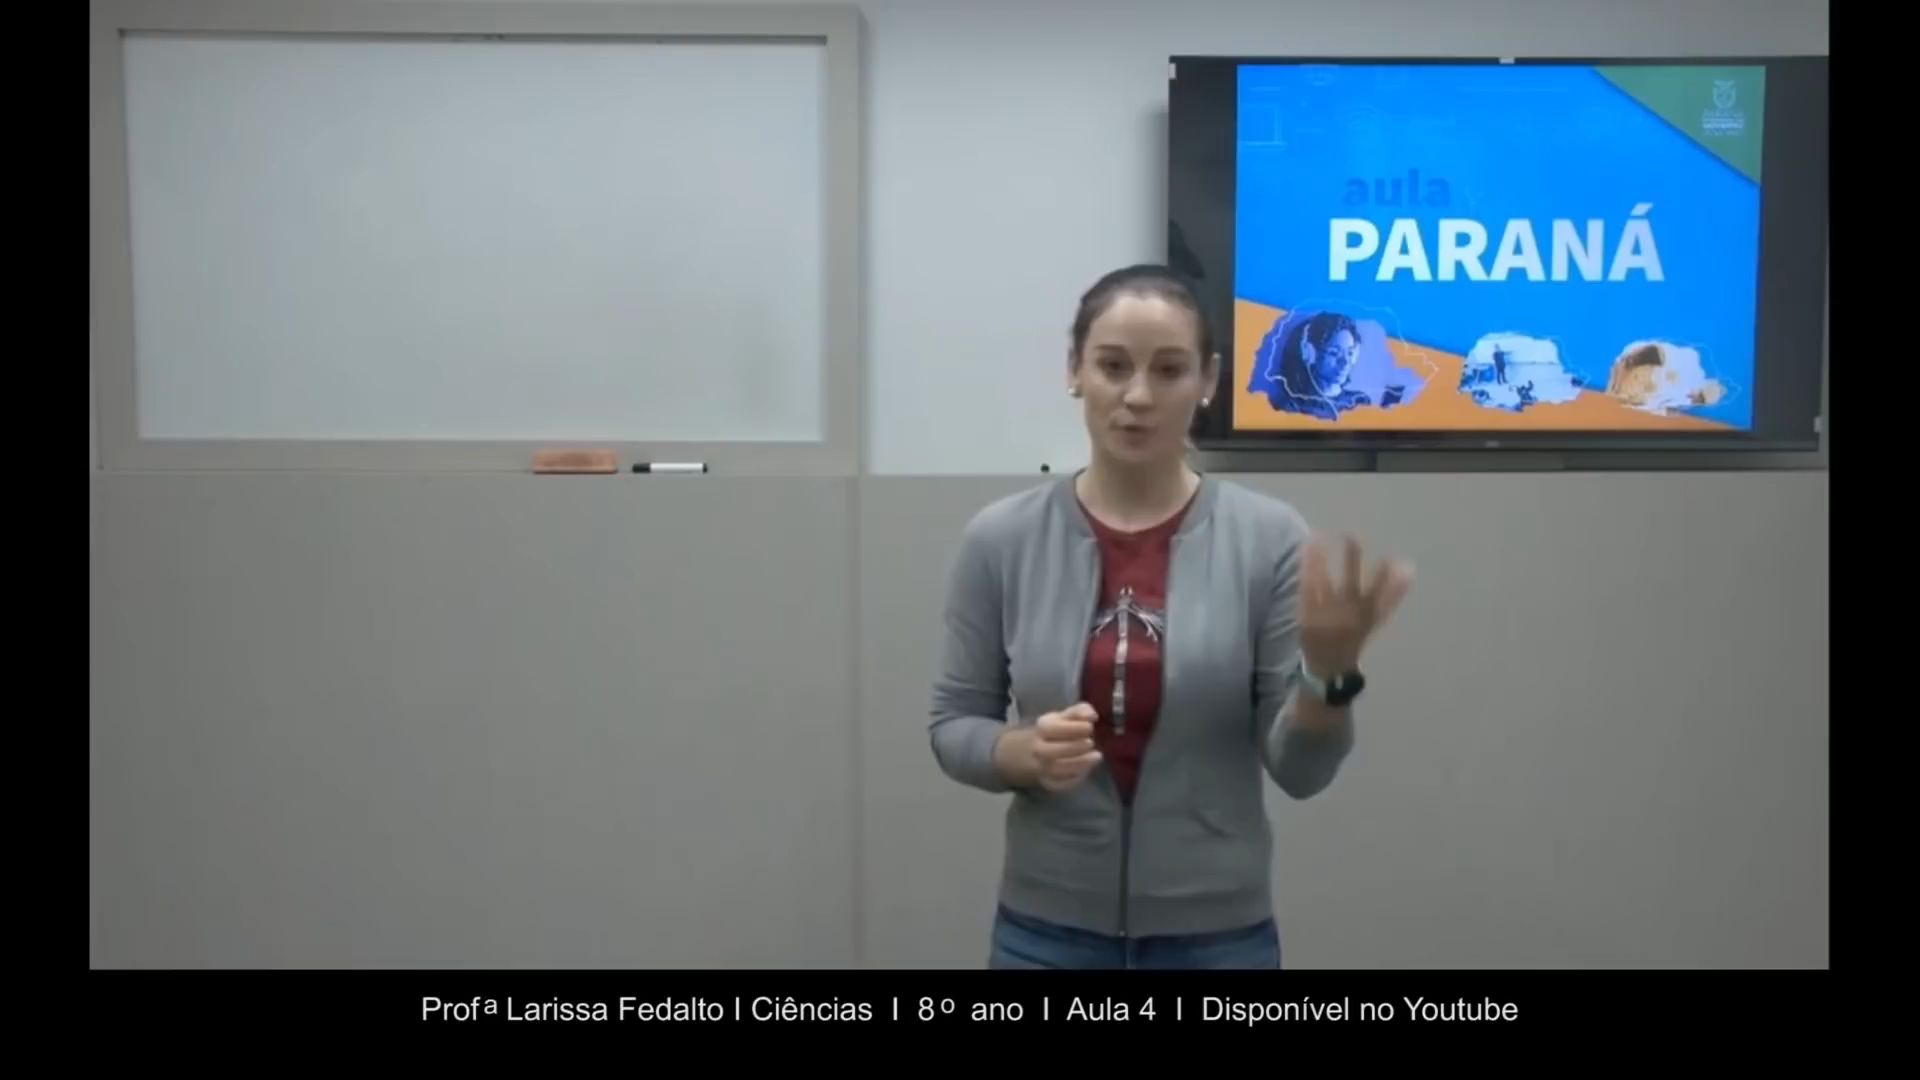 aula
PARANÁ
Profª Larissa Fedalto I Ciências I 8º ano I Aula 4 I Disponível no Youtube